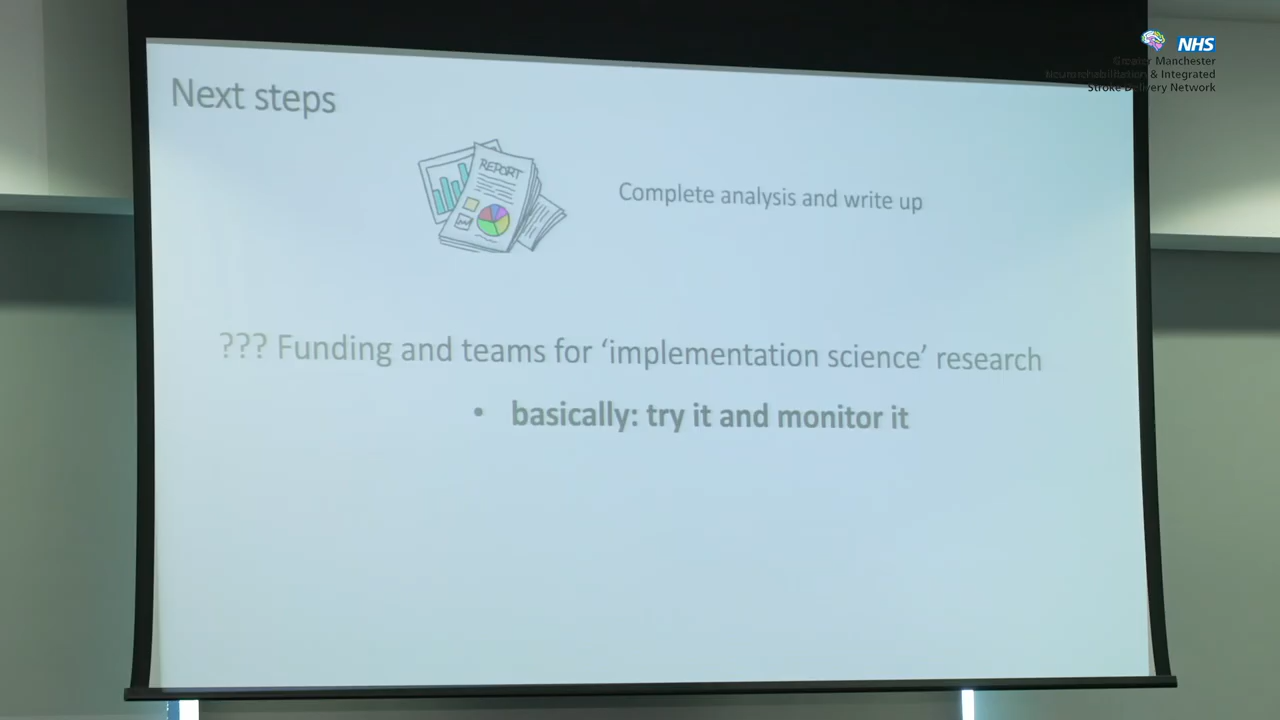 NHS
Greater Manchester
Neurorehabilitation & Integrated
Stroke Delivery Network
Next steps
REPORT
Complete analysis and write up
??? Funding and teams for ‘implementation science’ research
• basically: try it and monitor it